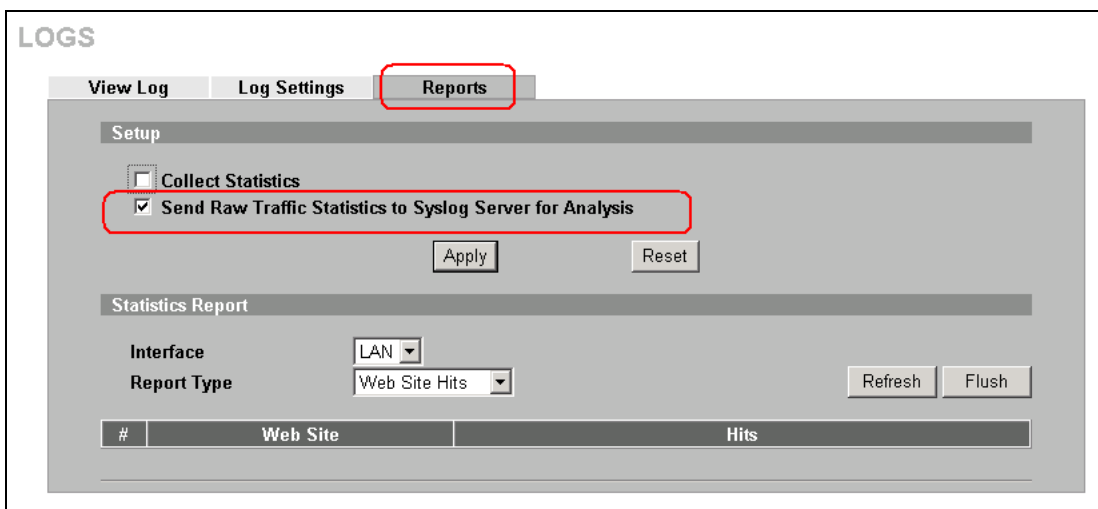 LOGS
View Log Log Settings Reports
Setup
Collect Statistics
Send Raw Traffic Statistics to Syslog Server for Analysis
Apply Reset
Statistics Report
Interface LAN
Report Type Web Site Hits Refresh Flush
# Web Site Hits